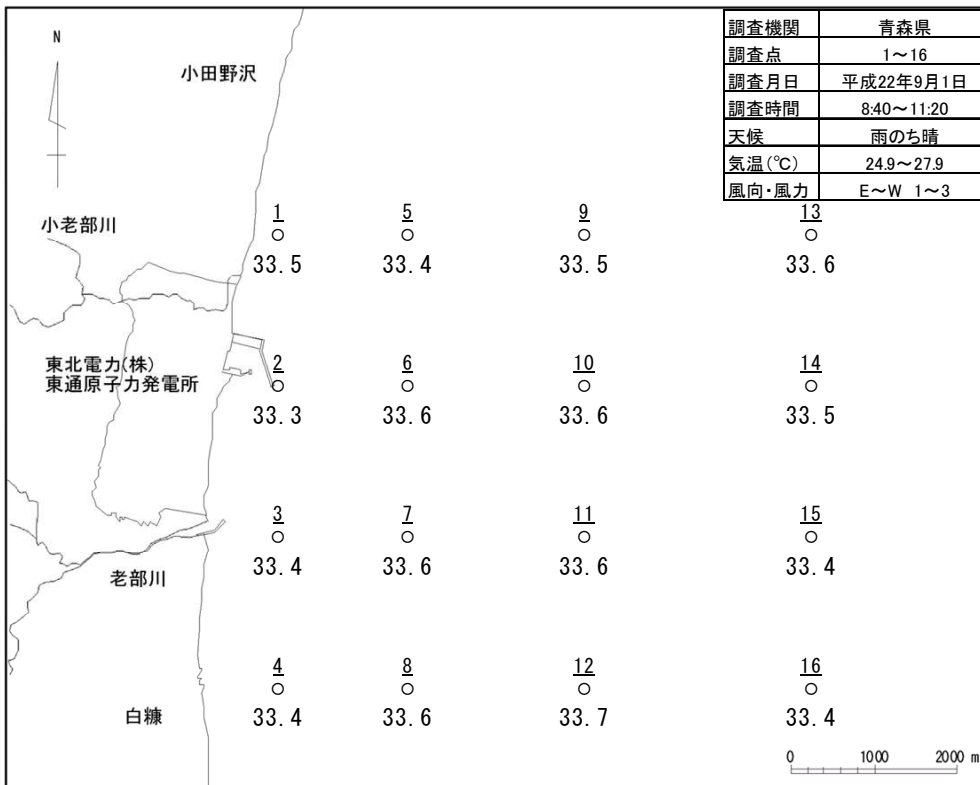 調査機関 青森県
調査点 1～16
調査月日 平成22年9月1日
調査時間 8:40～11:20
天候 雨のち晴
気温(℃) 24.9～27.9
風向・風力 E～W 1～3
N
小田野沢
小老部川
1 5 9 13
33.5 33.4 33.5 33.6
東北電力(株)
東通原子力発電所
2 6 10 14
33.3 33.6 33.6 33.5
3 7 11 15
33.4 33.6 33.6 33.4
老部川
4 8 12 16
33.4 33.6 33.7 33.4
白糠
0 1000 2000 m